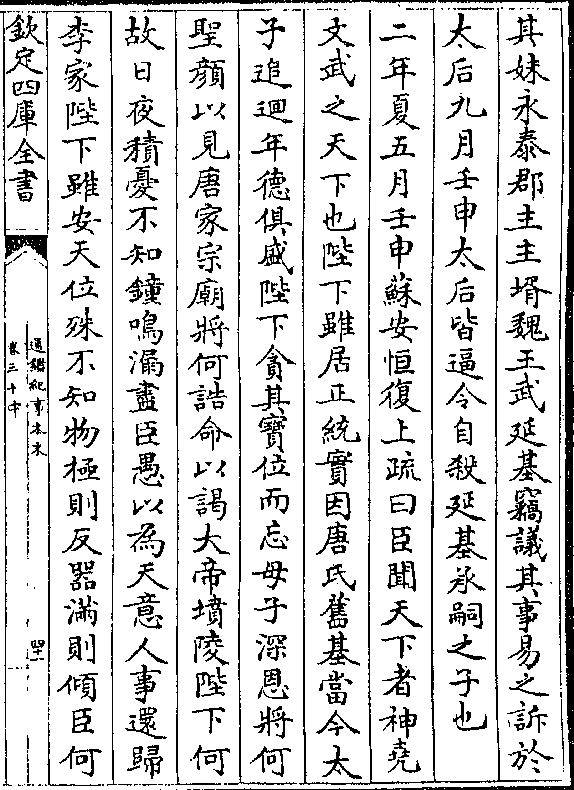 其妹永泰郡主主壻魏王武延基竊議其事易之訴於
太后九月壬申太后皆逼令自殺延基承嗣之子也
二年夏五月壬申蘇安恒復上疏曰臣聞天下者神堯
文武之天下也陛下雖居正統實因唐氏舊基當今太
子追迴年德俱盛陛下貪其寳位而忘母子深恩將何
聖顔以見唐家宗廟將何誥命以謁大帝墳陵陛下何
故日夜積憂不知鐘鳴漏盡臣愚以為天意人事還歸
李家陛下雖安天位殊不知物極則反器滿則傾臣何
欽定四庫全書
通鑑紀事本末
卷三十中